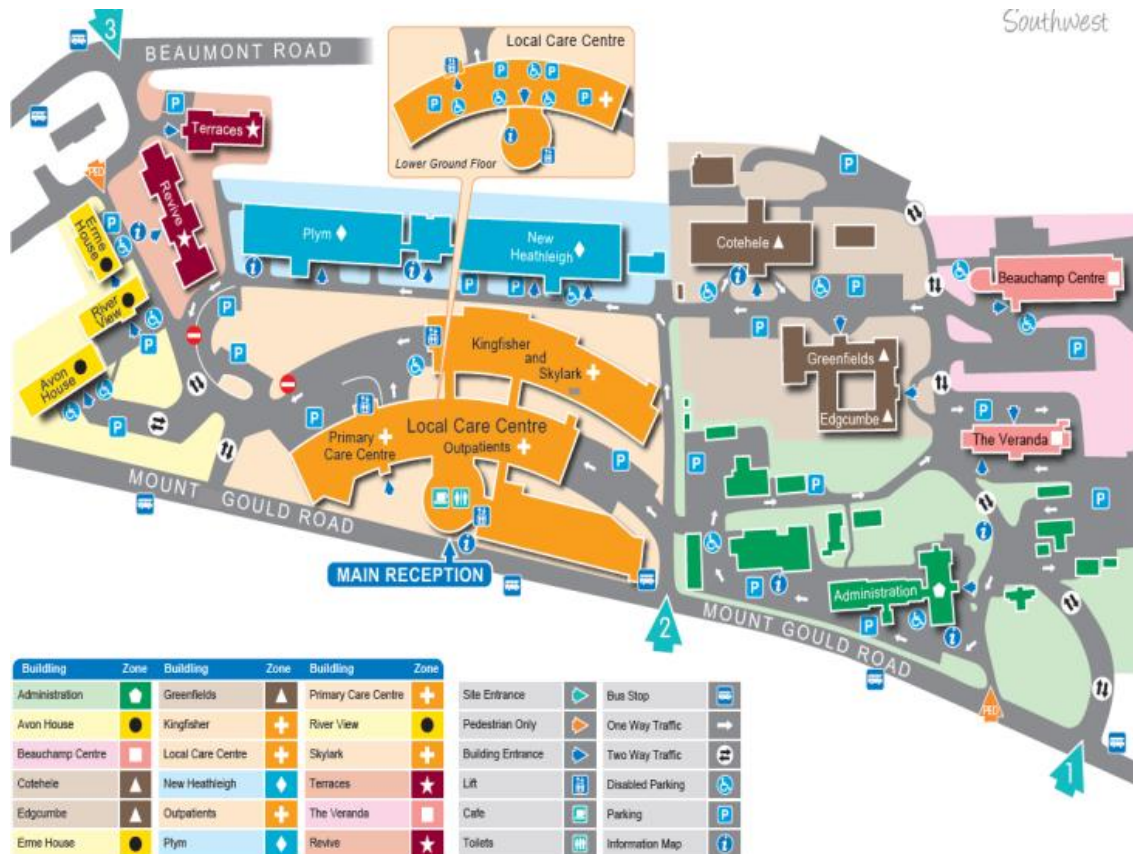 Southwest
3
BEAUMONT ROAD
Local Care Centre
Lower Ground Floor
Terraces
PED
Revive
Erme
House
River
View
Avon
House
Plym
New
Heathleigh
Cotehele
Beauchamp Centre
Greenfields
Edgcumbe
The Veranda
Kingfisher
and
Skylark
Local Care Centre
Primary
Care Centre
Outpatients
MOUNT GOULD ROAD
MAIN RECEPTION
Administration
2
MOUNT GOULD ROAD
PED
1
Building Zone Building Zone Building Zone
Administration Greenfields Primary Care Centre Site Entrance Bus Stop
Avon House Kingfisher River View Pedestrian Only One Way Traffic
Beauchamp Centre Local Care Centre Skylark Building Entrance Two Way Traffic
Cotehele New Heathleigh Terraces Lift Disabled Parking
Edgcumbe Outpatients The Veranda Cafe Parking P
Erme House Plym Revive Toilets Information Map i